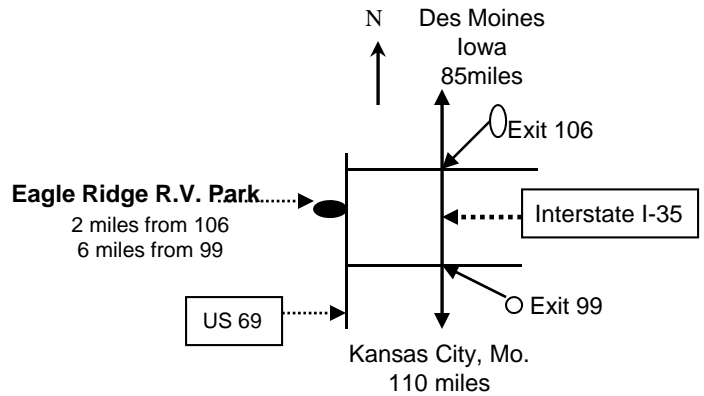 N
Des Moines
Iowa
85miles
Exit 106
Eagle Ridge R.V. Park
2 miles from 106
6 miles from 99
Interstate I-35
US 69
Exit 99
Kansas City, Mo.
110 miles